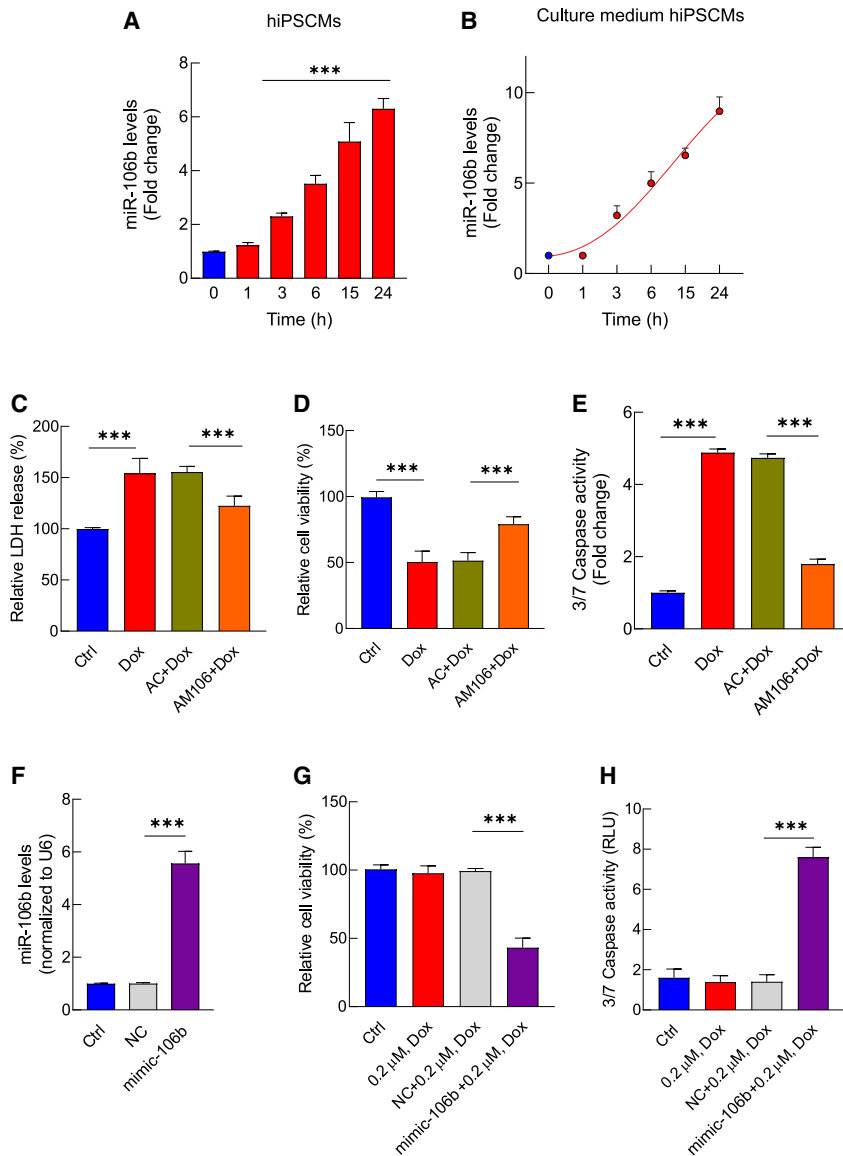 A
hiPSCMs
miR-106b levels
(Fold change)
8
6
4
2
0
***
0 1 3 6 15 24
Time (h)
B
Culture medium hiPSCMs
miR-106b levels
(Fold change)
10
5
0
0 1 3 6 15 24
Time (h)
C
Relative LDH release (%)
200
150
100
50
0
*** ***
Ctrl
Dox
AC+Dox
AM106+Dox
D
Relative cell viability (%)
150
100
50
0
*** ***
Ctrl
Dox
AC+Dox
AM106+Dox
E
3/7 Caspase activity
(Fold change)
6
4
2
0
*** ***
Ctrl
Dox
AC+Dox
AM106+Dox
F
miR-106b levels
(normalized to U6)
8
6
4
2
0
***
Ctrl
NC
mimic-106b
G
Relative cell viability (%)
150
100
50
0
***
Ctrl
0.2 µM, Dox
NC+0.2 µM, Dox
mimic-106b+0.2 µM, Dox
H
3/7 Caspase activity (RLU)
10
8
6
4
2
0
***
Ctrl
0.2 µM, Dox
NC+0.2 µM, Dox
mimic-106b+0.2 µM, Dox